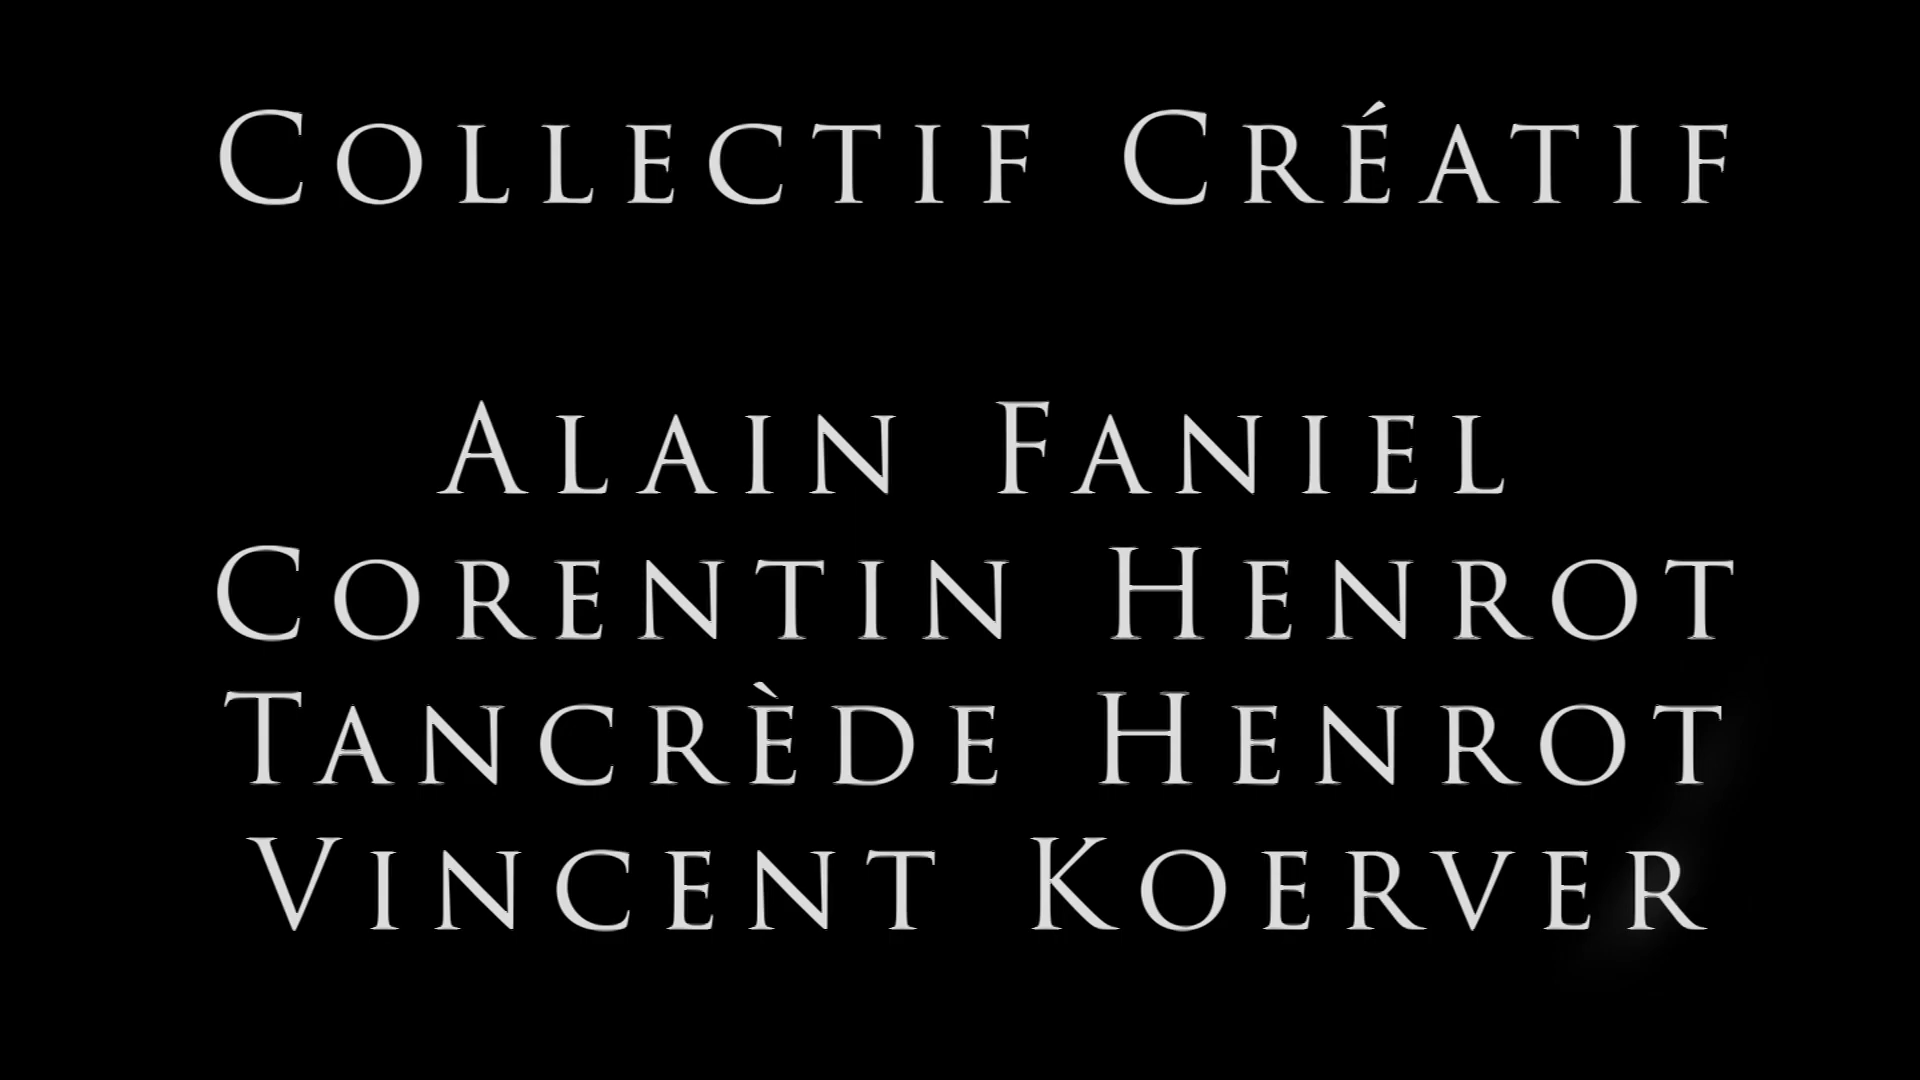 Collectif Créatif
Alain Faniel
Corentin Henrot
Tancrède Henrot
Vincent Koerver